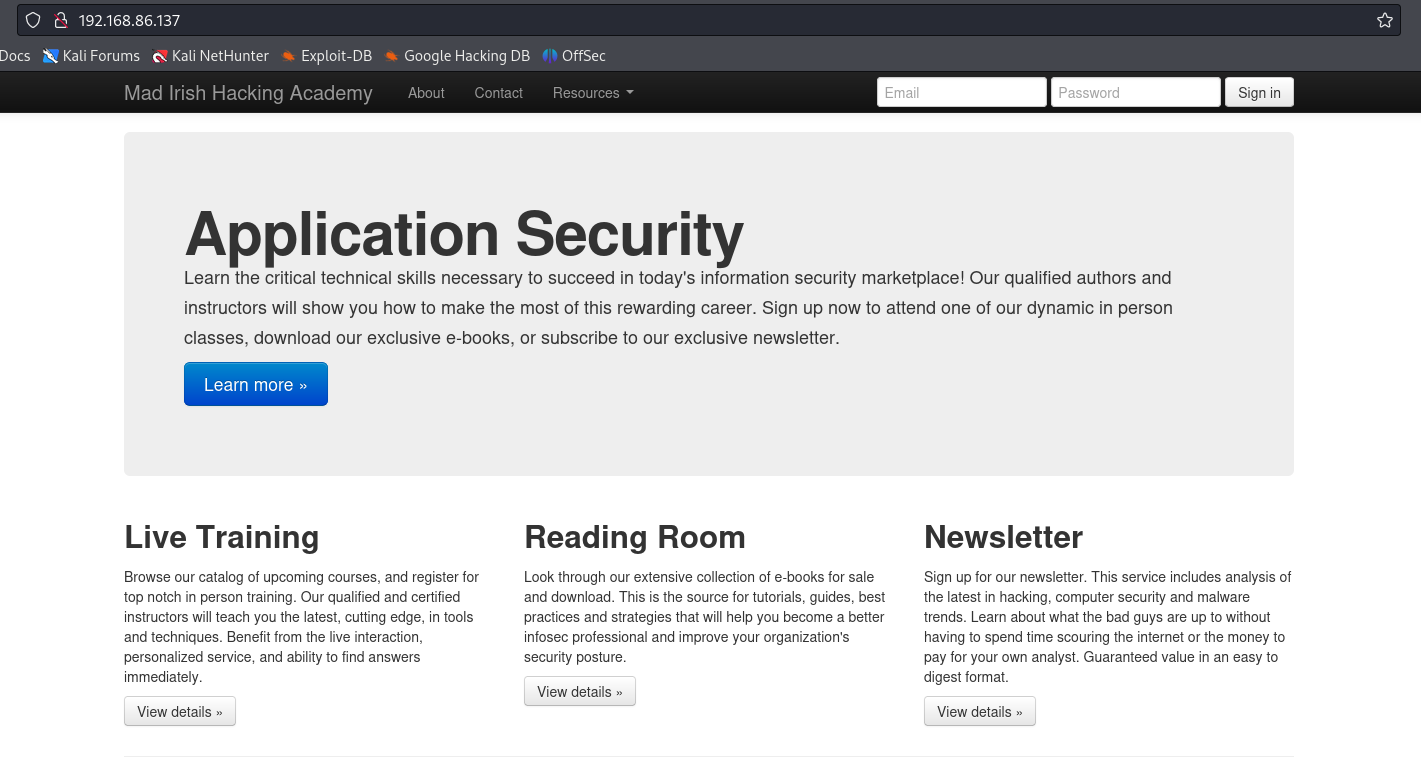 192.168.86.137
Docs Kali Forums Kali NetHunter Exploit-DB Google Hacking DB OffSec
Mad Irish Hacking Academy About Contact Resources Email Password Sign in
Application Security
Learn the critical technical skills necessary to succeed in today's information security marketplace! Our qualified authors and
instructors will show you how to make the most of this rewarding career. Sign up now to attend one of our dynamic in person
classes, download our exclusive e-books, or subscribe to our exclusive newsletter.
Learn more »
Live Training
Browse our catalog of upcoming courses, and register for
top notch in person training. Our qualified and certified
instructors will teach you the latest, cutting edge, in tools
and techniques. Benefit from the live interaction,
personalized service, and ability to find answers
immediately.
View details »
Reading Room
Look through our extensive collection of e-books for sale
and download. This is the source for tutorials, guides, best
practices and strategies that will help you become a better
infosec professional and improve your organization's
security posture.
View details »
Newsletter
Sign up for our newsletter. This service includes analysis of
the latest in hacking, computer security and malware
trends. Learn about what the bad guys are up to without
having to spend time scouring the internet or the money to
pay for your own analyst. Guaranteed value in an easy to
digest format.
View details »